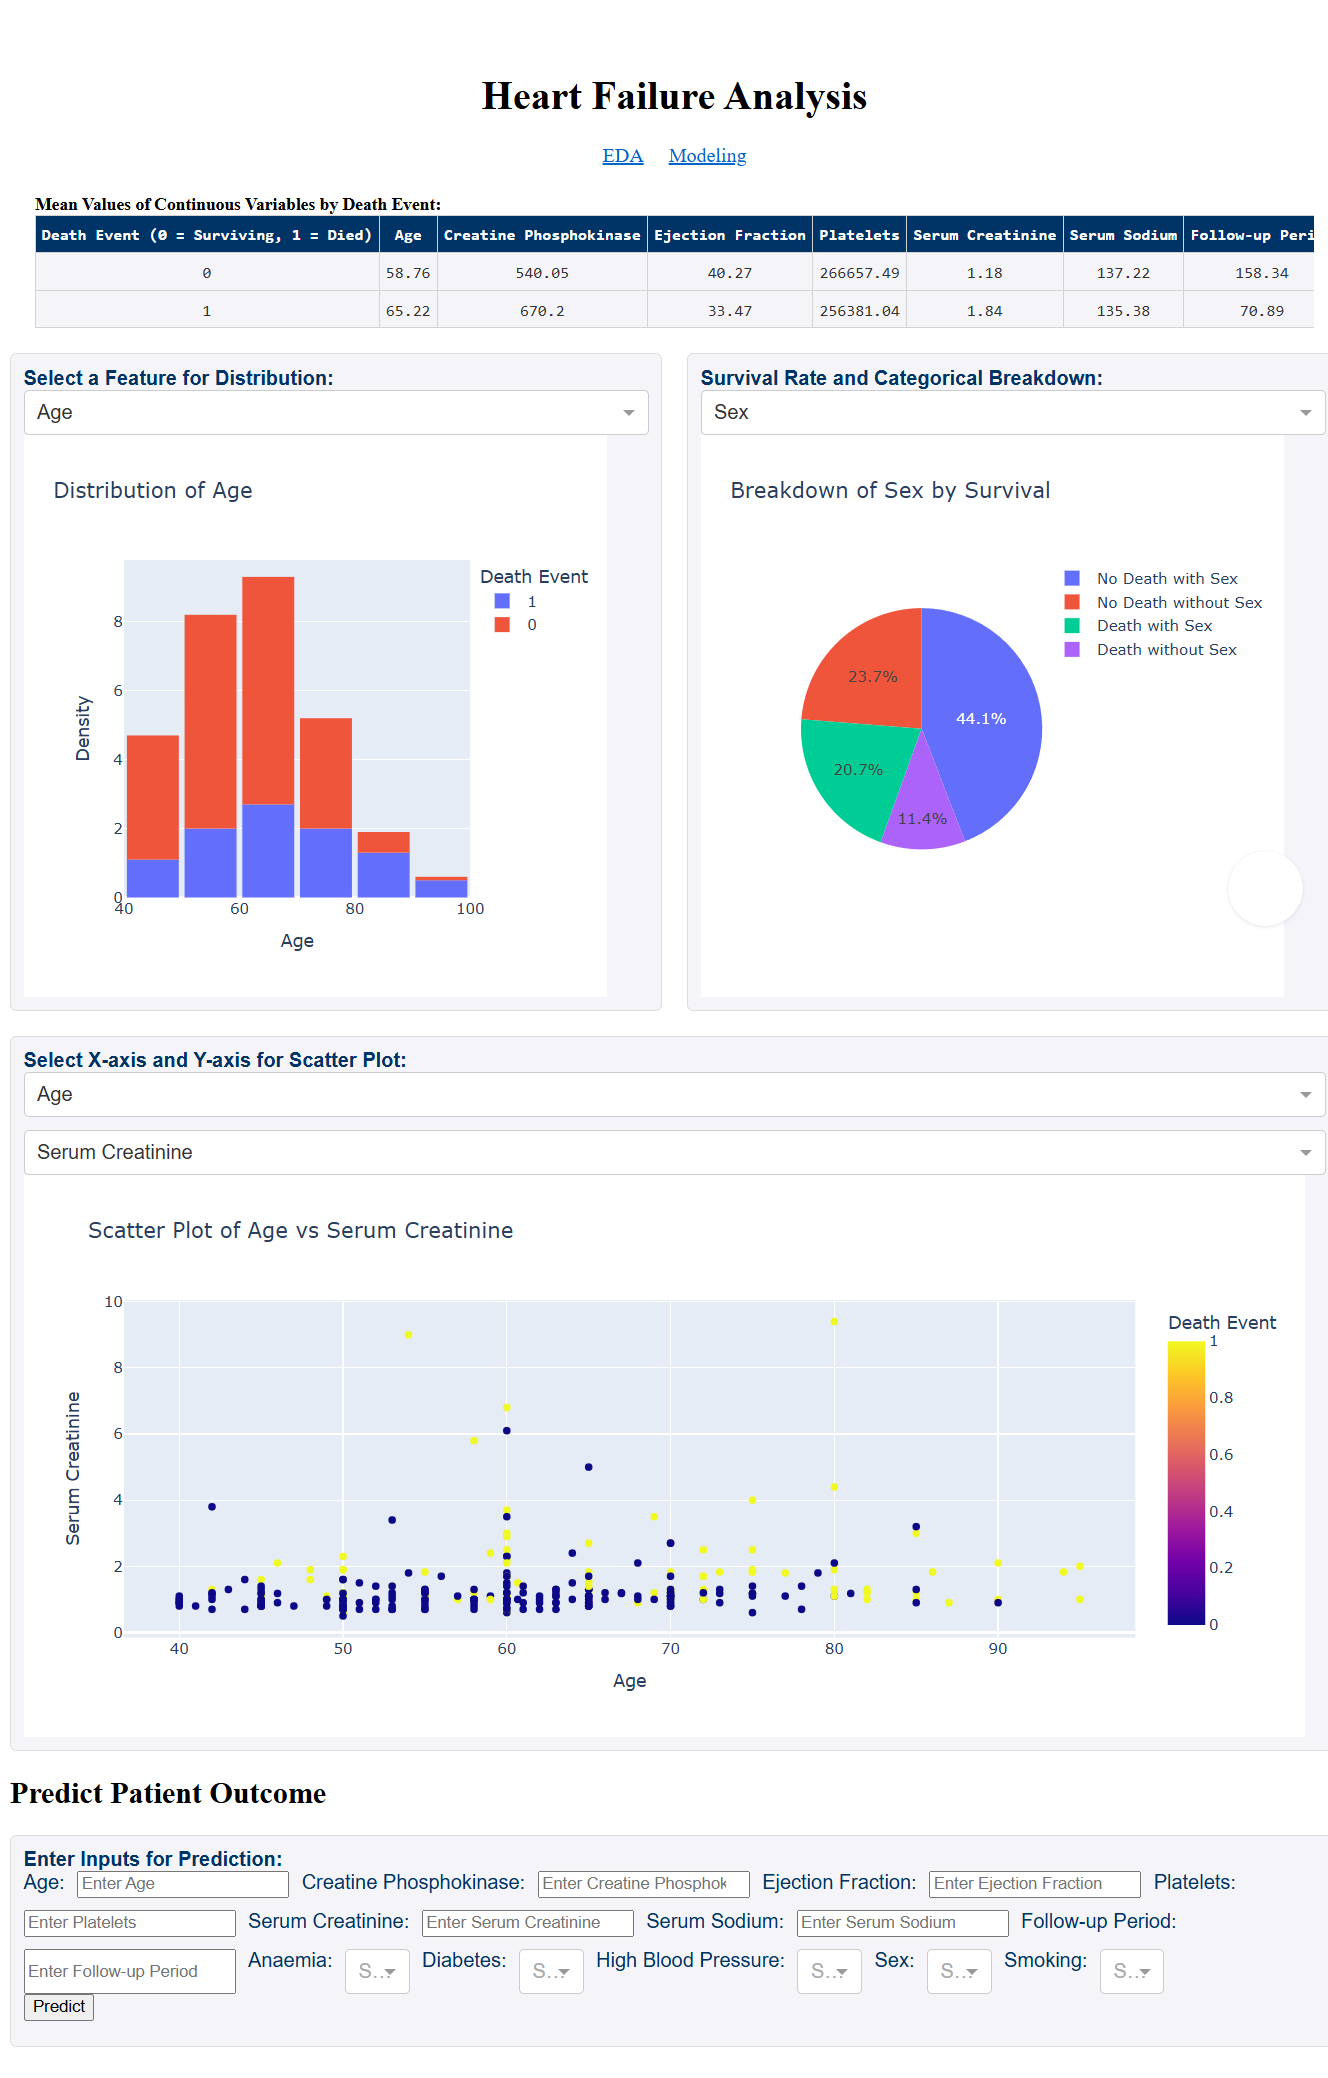 Heart Failure Analysis
EDA Modeling
Mean Values of Continuous Variables by Death Event:
Death Event (0 = Surviving, 1 = Died) Age Creatine Phosphokinase Ejection Fraction Platelets Serum Creatinine Serum Sodium Follow-up Peri
0 58.76 540.05 40.27 266657.49 1.18 137.22 158.34
1 65.22 670.2 33.47 256381.04 1.84 135.38 70.89
Select a Feature for Distribution:
Age
Distribution of Age
Death Event
1
0
8
6
4
2
0
Density
40 60 80 100
Age
Survival Rate and Categorical Breakdown:
Sex
Breakdown of Sex by Survival
No Death with Sex
No Death without Sex
Death with Sex
Death without Sex
23.7%
44.1%
20.7%
11.4%
Select X-axis and Y-axis for Scatter Plot:
Age
Serum Creatinine
Scatter Plot of Age vs Serum Creatinine
10
8
6
4
2
0
Serum Creatinine
40 50 60 70 80 90
Age
Death Event
1
0.8
0.6
0.4
0.2
0
Predict Patient Outcome
Enter Inputs for Prediction:
Age: Enter Age Creatine Phosphokinase: Enter Creatine Phosphok Ejection Fraction: Enter Ejection Fraction Platelets:
Enter Platelets Serum Creatinine: Enter Serum Creatinine Serum Sodium: Enter Serum Sodium Follow-up Period:
Enter Follow-up Period Anaemia: S... Diabetes: S... High Blood Pressure: S... Sex: S... Smoking: S...
Predict